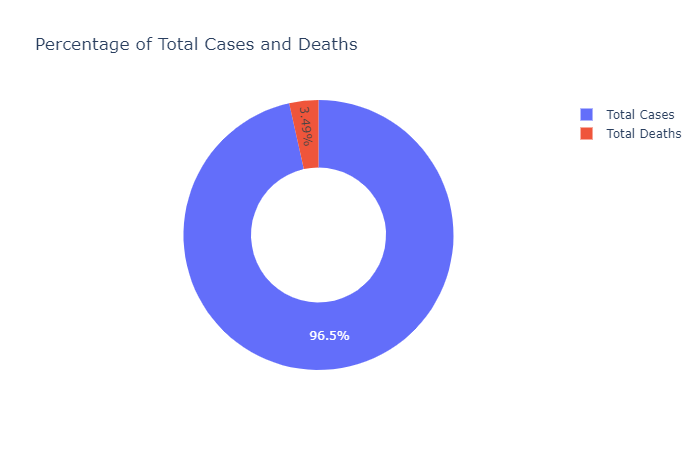 Percentage of Total Cases and Deaths
3.49%
96.5%
Total Cases
Total Deaths